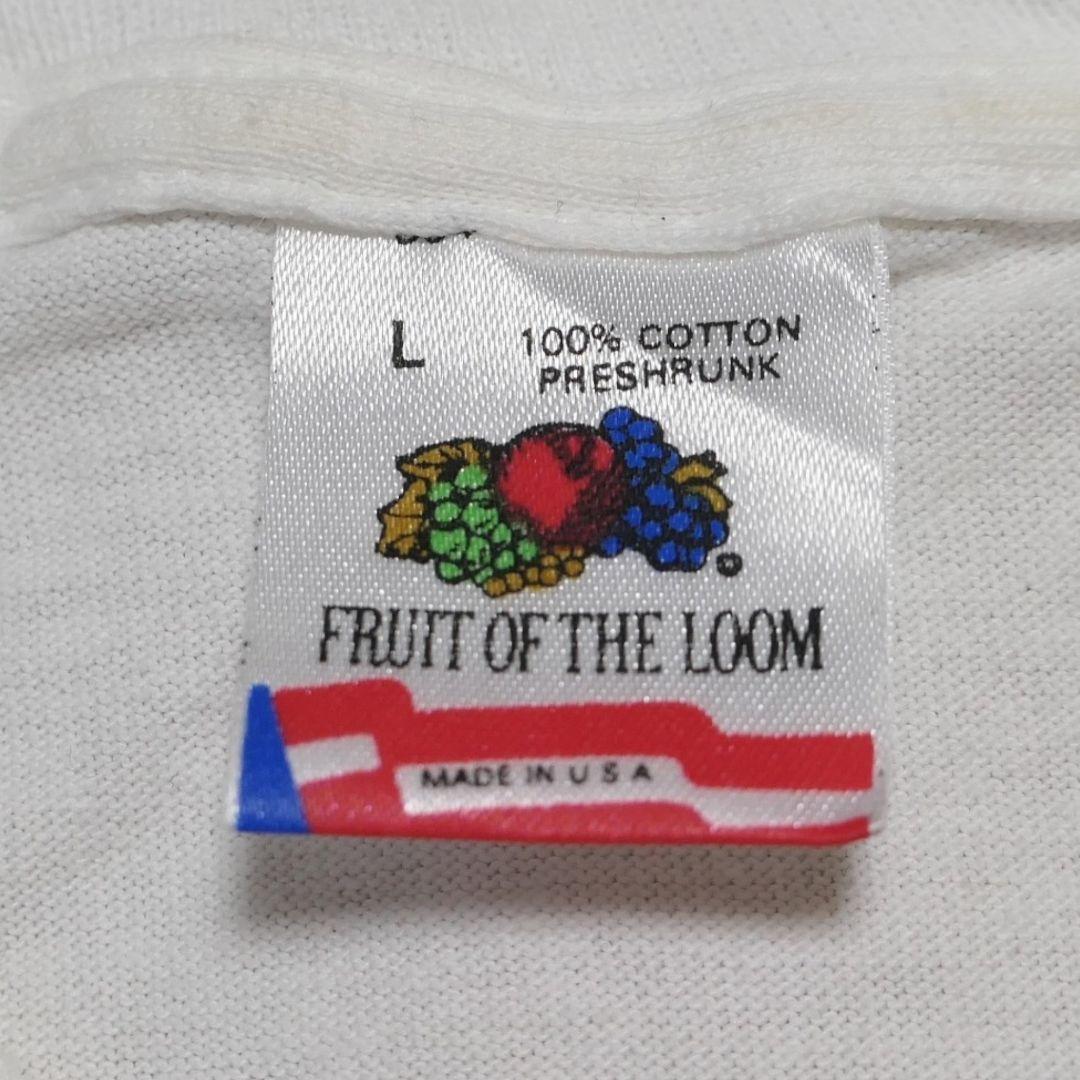 L
100% COTTON
PRESHRUNK
FRUIT OF THE LOOM
MADE IN U S A